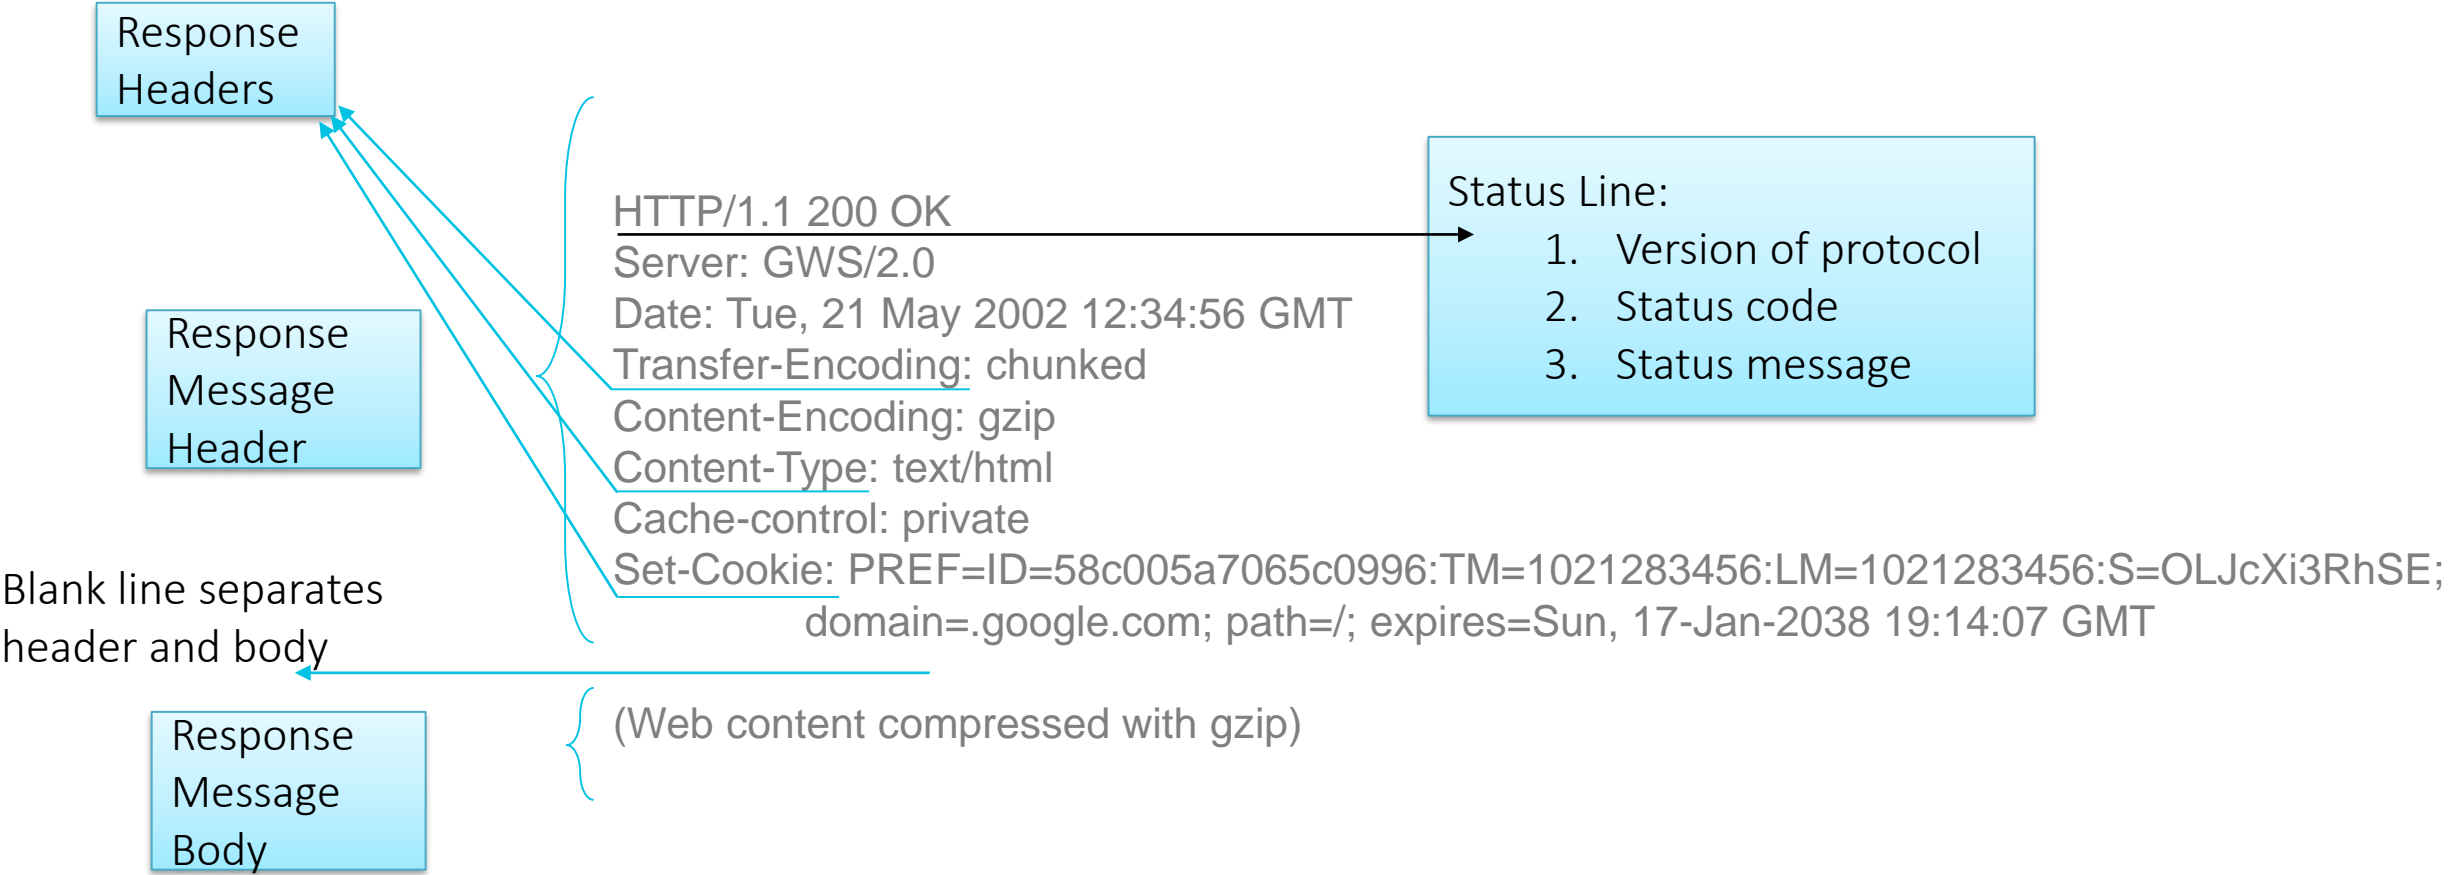 Response
Headers
HTTP/1.1 200 OK
Server: GWS/2.0
Date: Tue, 21 May 2002 12:34:56 GMT
Transfer-Encoding: chunked
Content-Encoding: gzip
Content-Type: text/html
Cache-control: private
Set-Cookie: PREF=ID=58c005a7065c0996:TM=1021283456:LM=1021283456:S=OLJcXi3RhSE;
domain=.google.com; path=/; expires=Sun, 17-Jan-2038 19:14:07 GMT
Status Line:
1. Version of protocol
2. Status code
3. Status message
Response
Message
Header
Blank line separates
header and body
(Web content compressed with gzip)
Response
Message
Body